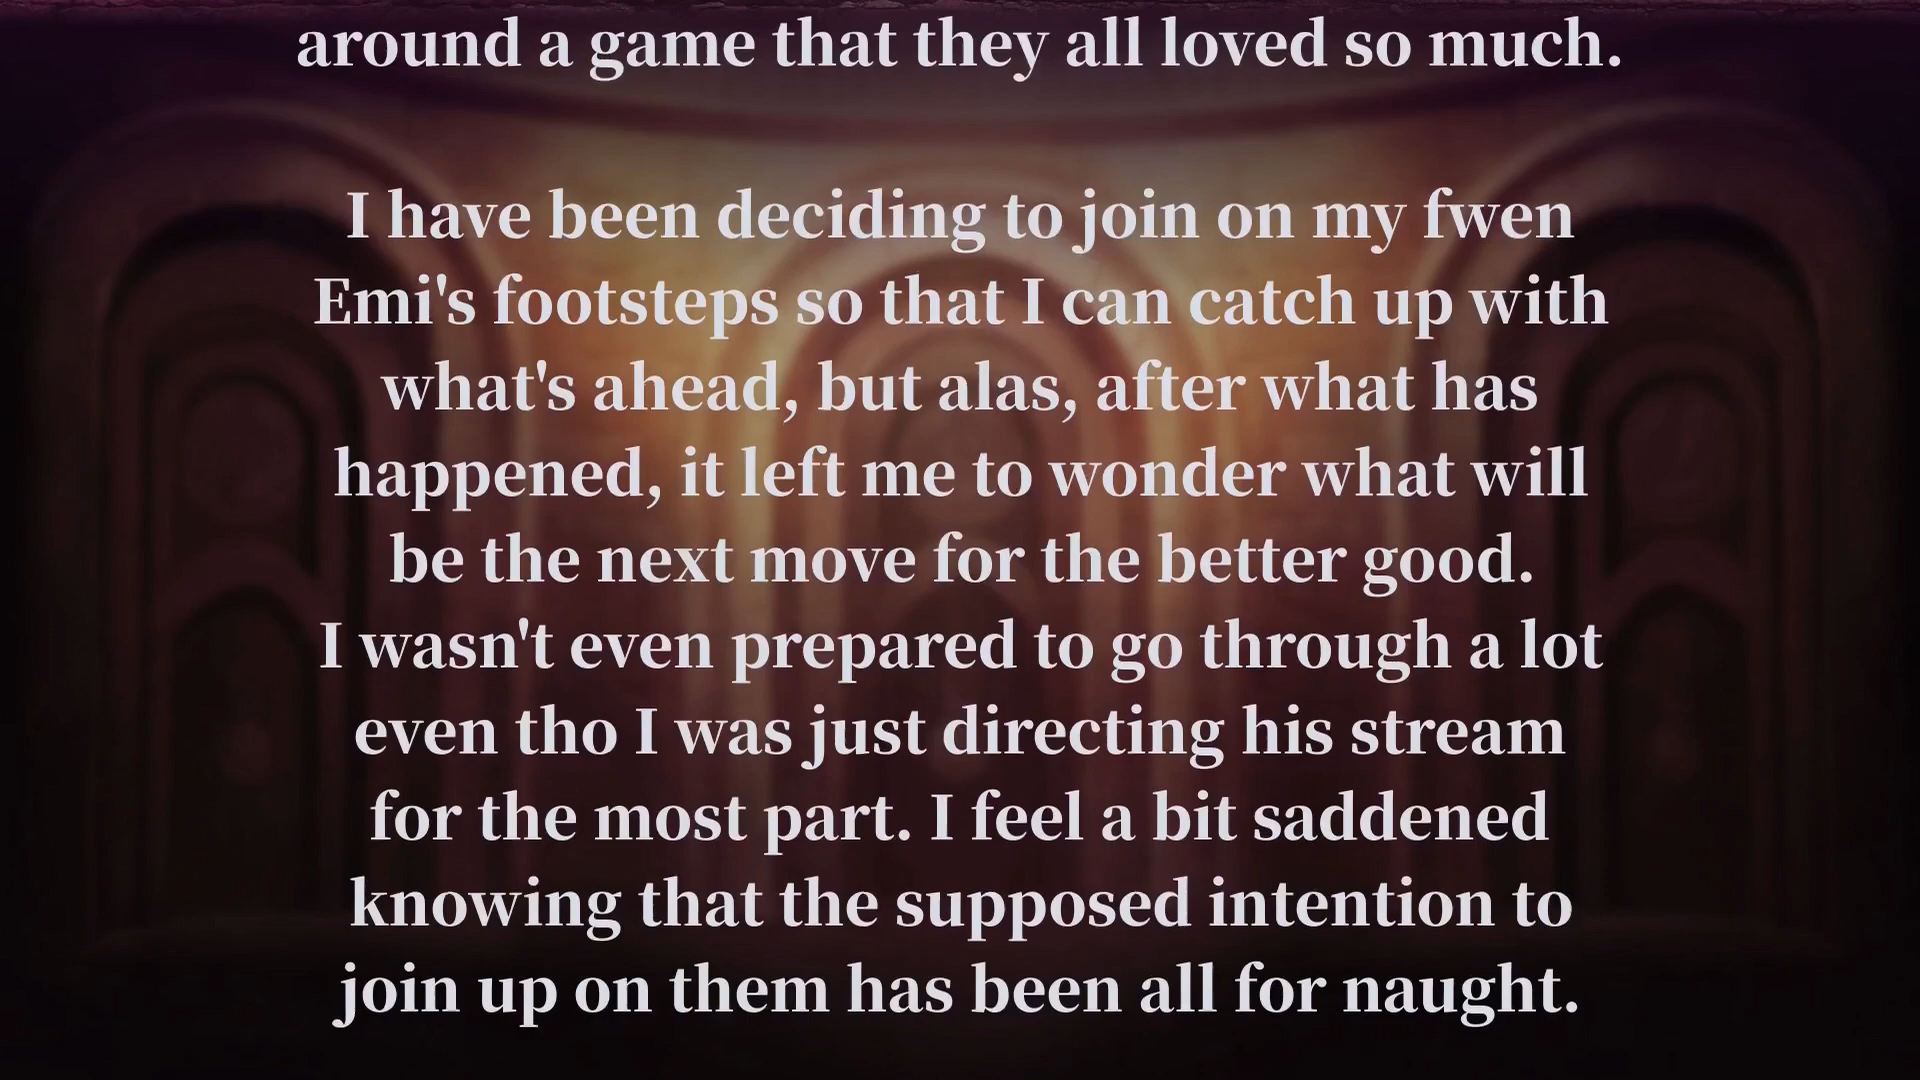 around a game that they all loved so much.
I have been deciding to join on my fwen
Emi's footsteps so that I can catch up with
what's ahead, but alas, after what has
happened, it left me to wonder what will
be the next move for the better good.
I wasn't even prepared to go through a lot
even tho I was just directing his stream
for the most part. I feel a bit saddened
knowing that the supposed intention to
join up on them has been all for naught.